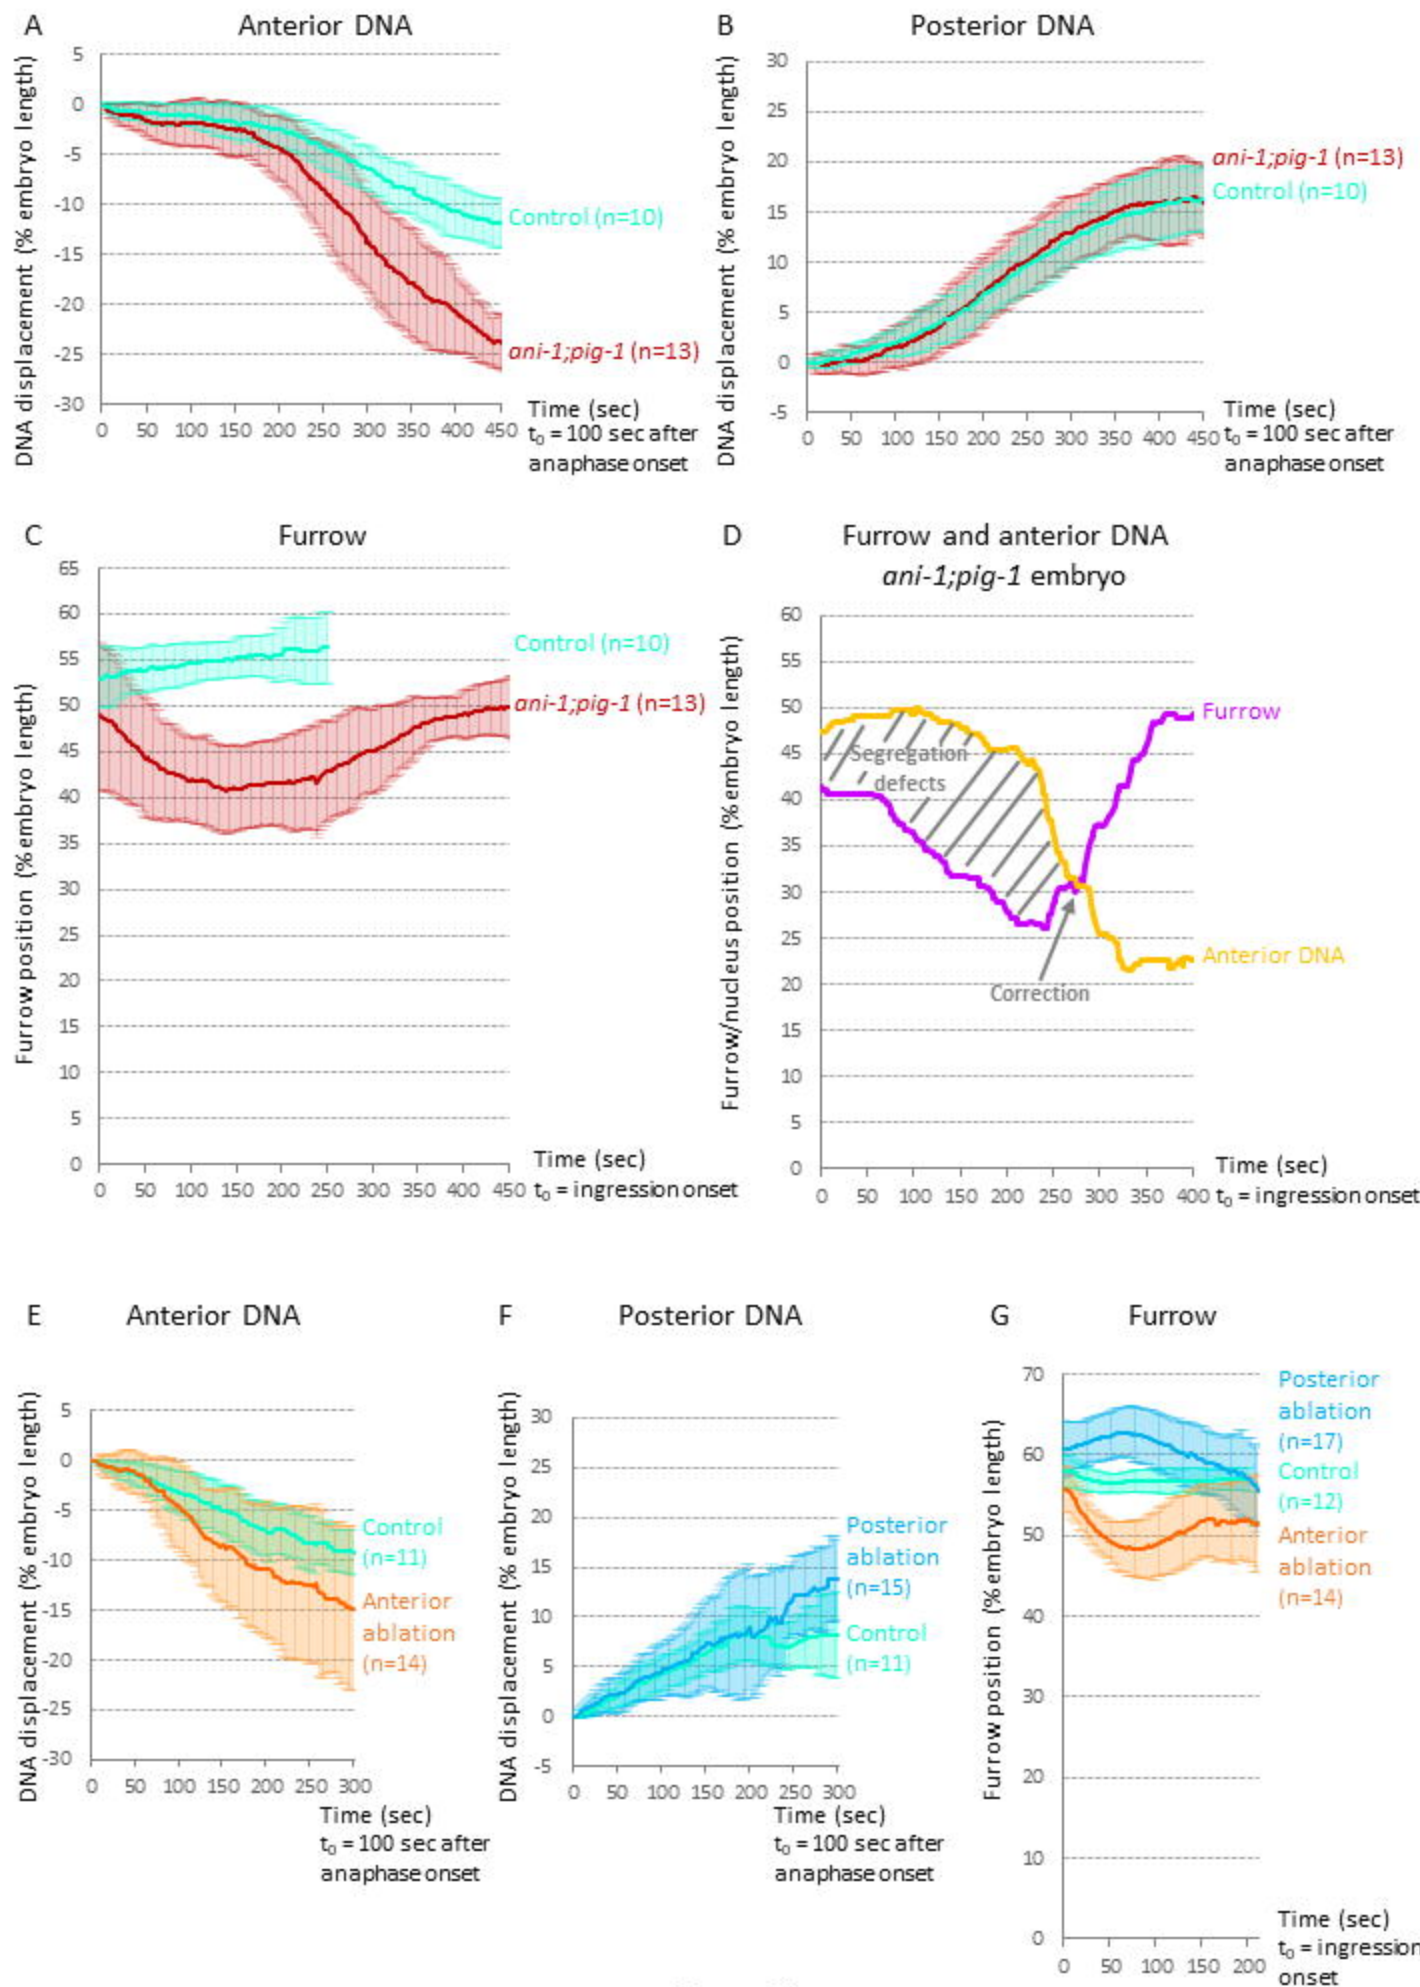 A
Anterior DNA
DNA displacement (% embryo length)
5
0
-5
-10
-15
-20
-25
-30
0 50 100 150 200 250 300 350 400 450
Control (n=10)
ani-1;pig-1 (n=13)
Time (sec)
t₀ = 100 sec after
anaphase onset
B
Posterior DNA
DNA displacement (% embryo length)
30
25
20
15
10
5
0
-5
0 50 100 150 200 250 300 350 400 450
ani-1;pig-1 (n=13)
Control (n=10)
Time (sec)
t₀ = 100 sec after
anaphase onset
C
Furrow
Furrow position (% embryo length)
65
60
55
50
45
40
35
30
25
20
15
10
5
0
0 50 100 150 200 250 300 350 400 450
Control (n=10)
ani-1;pig-1 (n=13)
Time (sec)
t₀ = ingression onset
D
Furrow and anterior DNA
ani-1;pig-1 embryo
Furrow/nucleus position (% embryo length)
60
55
50
45
40
35
30
25
20
15
10
5
0
0 50 100 150 200 250 300 350 400
Segregation
defects
Correction
Furrow
Anterior DNA
Time (sec)
t₀ = ingression onset
E
Anterior DNA
DNA displacement (% embryo length)
5
0
-5
-10
-15
-20
-25
-30
0 50 100 150 200 250 300
Control
(n=11)
Anterior
ablation
(n=14)
Time (sec)
t₀ = 100 sec after
anaphase onset
F
Posterior DNA
DNA displacement (% embryo length)
30
25
20
15
10
5
0
-5
0 50 100 150 200 250 300
Posterior
ablation
(n=15)
Control
(n=11)
Time (sec)
t₀ = 100 sec after
anaphase onset
G
Furrow
Furrow position (% embryo length)
70
60
50
40
30
20
10
0
0 50 100 150 200
Posterior
ablation
(n=17)
Control
(n=12)
Anterior
ablation
(n=14)
Time (sec)
t₀ = ingression
onset